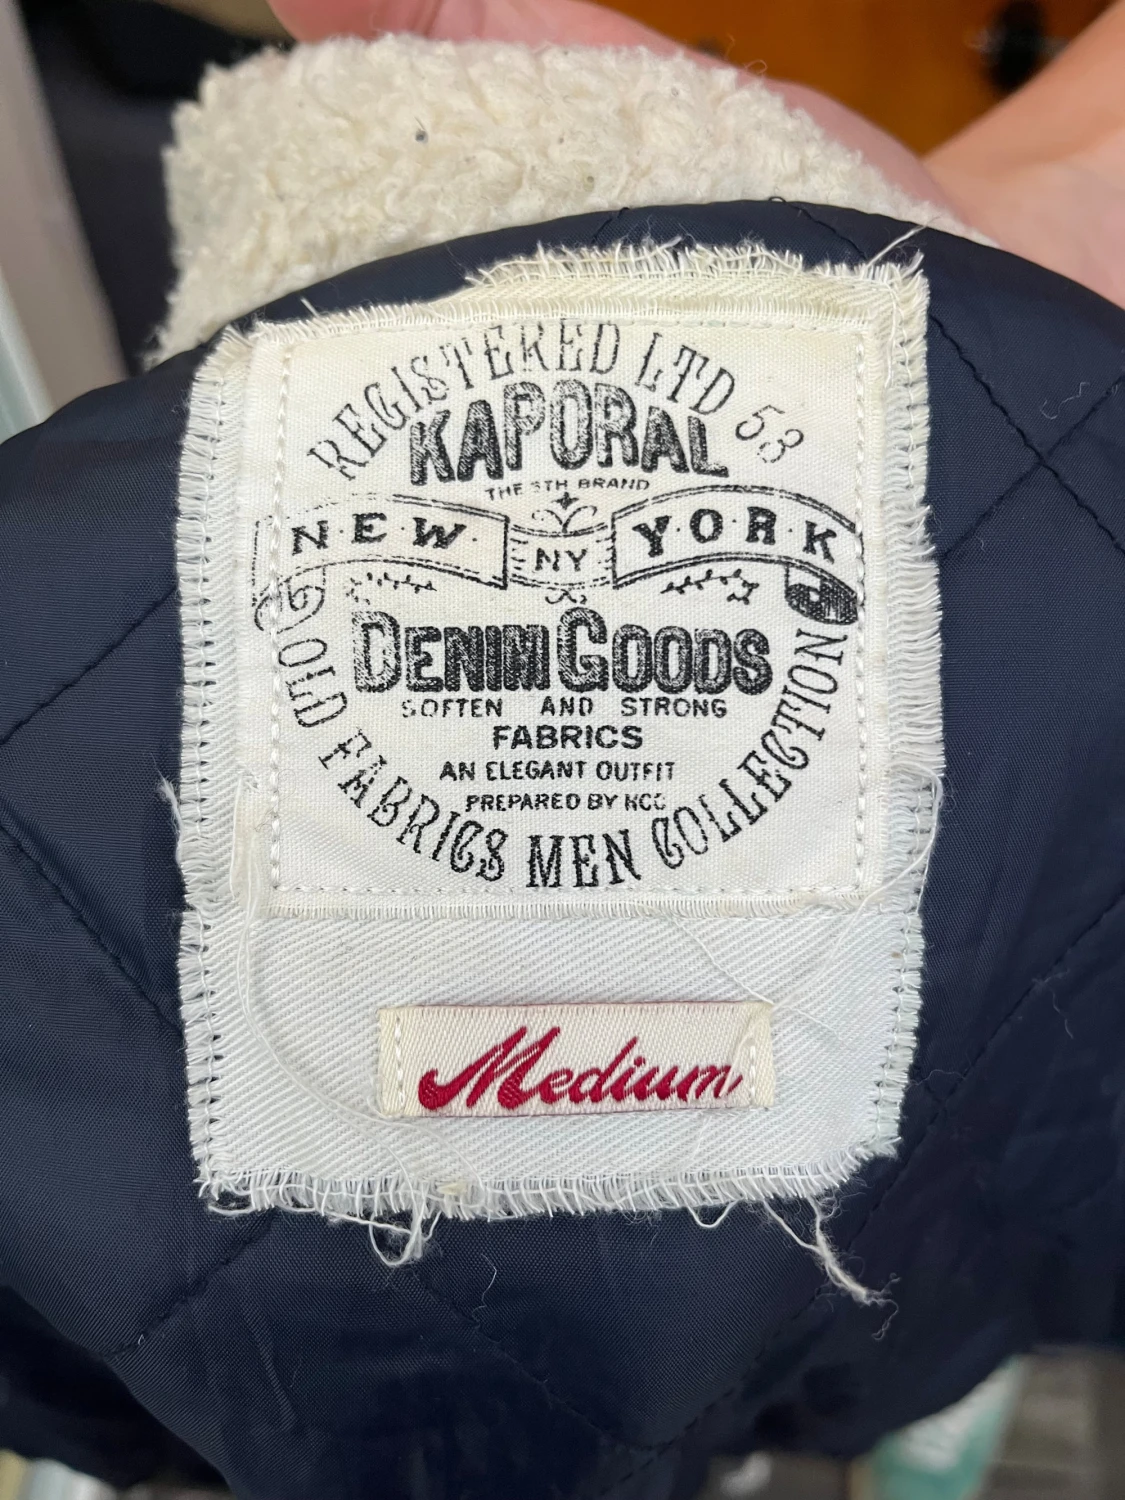 REGISTERED LTD 53
KAPORAL
THE 5TH BRAND
NEW NY YORK
DENIM GOODS
SOFTEN AND STRONG
FABRICS
AN ELEGANT OUTFIT
PREPARED BY KCC
OLD FABRICS MEN COLLECTION
Medium